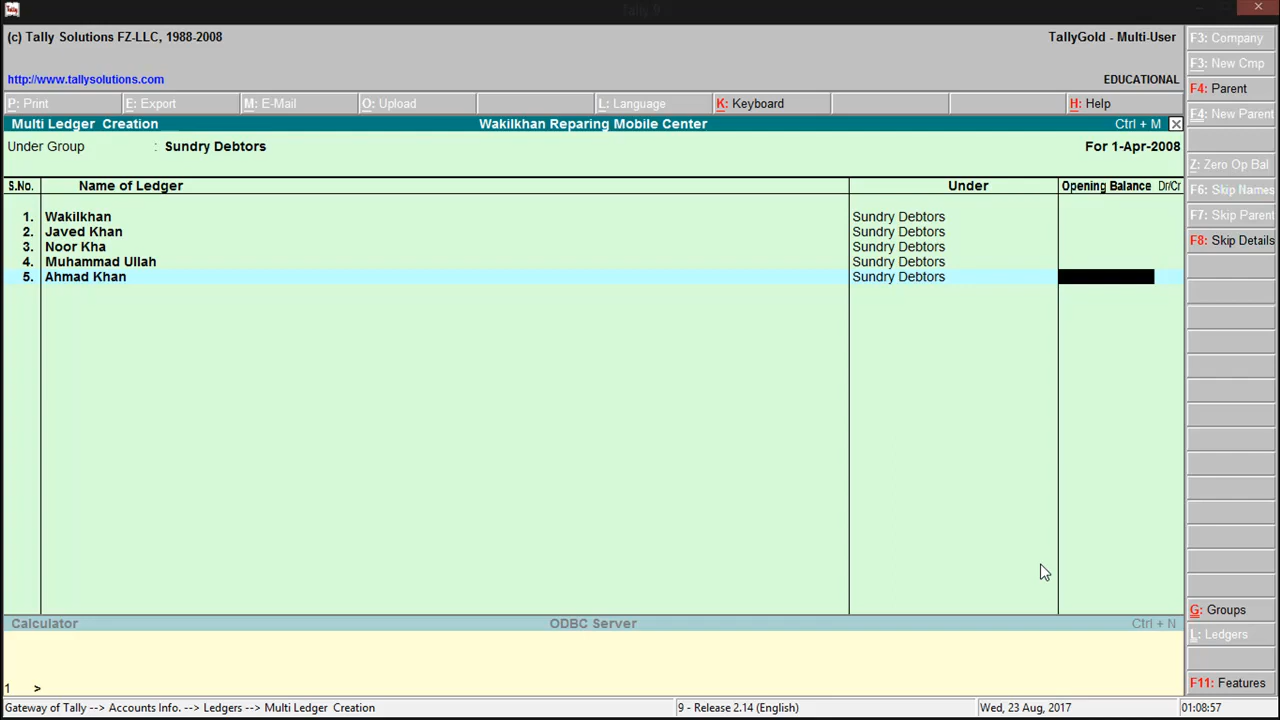 Tally
Tally 9
(c) Tally Solutions FZ-LLC, 1988-2008
TallyGold - Multi-User
http://www.tallysolutions.com
EDUCATIONAL
P: Print E: Export M: E-Mail O: Upload L: Language K: Keyboard H: Help
Multi Ledger Creation Wakilkhan Reparing Mobile Center Ctrl + M
Under Group : Sundry Debtors For 1-Apr-2008
S.No. Name of Ledger Under Opening Balance Dr/Cr
1. Wakilkhan Sundry Debtors
2. Javed Khan Sundry Debtors
3. Noor Kha Sundry Debtors
4. Muhammad Ullah Sundry Debtors
5. Ahmad Khan Sundry Debtors
Calculator ODBC Server Ctrl + N
1 >
Gateway of Tally --> Accounts Info. --> Ledgers --> Multi Ledger Creation 9 - Release 2.14 (English) Wed, 23 Aug, 2017 01:08:57
F3: Company
F3: New Cmp
F4: Parent
F4: New Parent
Z: Zero Op Bal
F6: Skip Names
F7: Skip Parent
F8: Skip Details
G: Groups
L: Ledgers
F11: Features